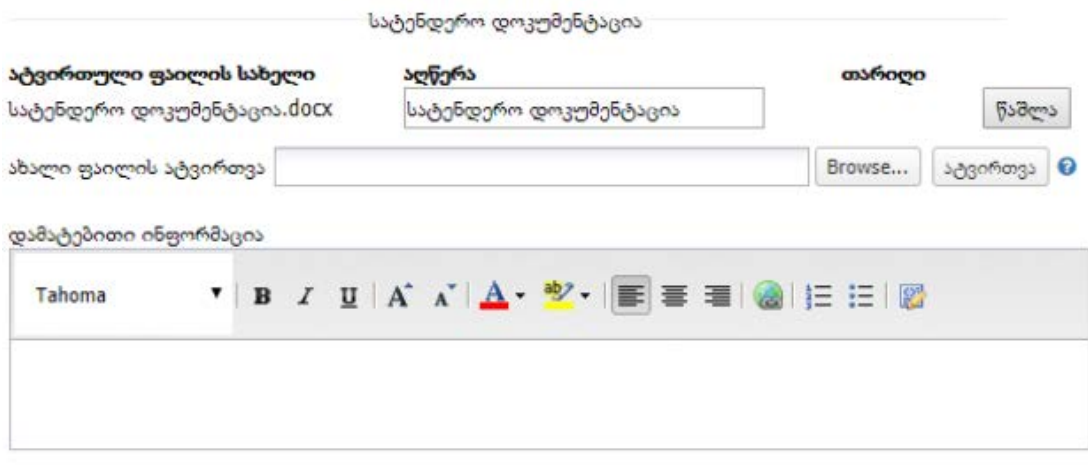 სატენდერო დოკუმენტაცია
ატვირთული ფაილის სახელი აღწერა თარიღი
სატენდერო დოკუმენტაცია.docx სატენდერო დოკუმენტაცია წაშლა
ახალი ფაილის ატვირთვა Browse... ატვირთვა ?
დამატებითი ინფორმაცია
Tahoma B I U A A A ab